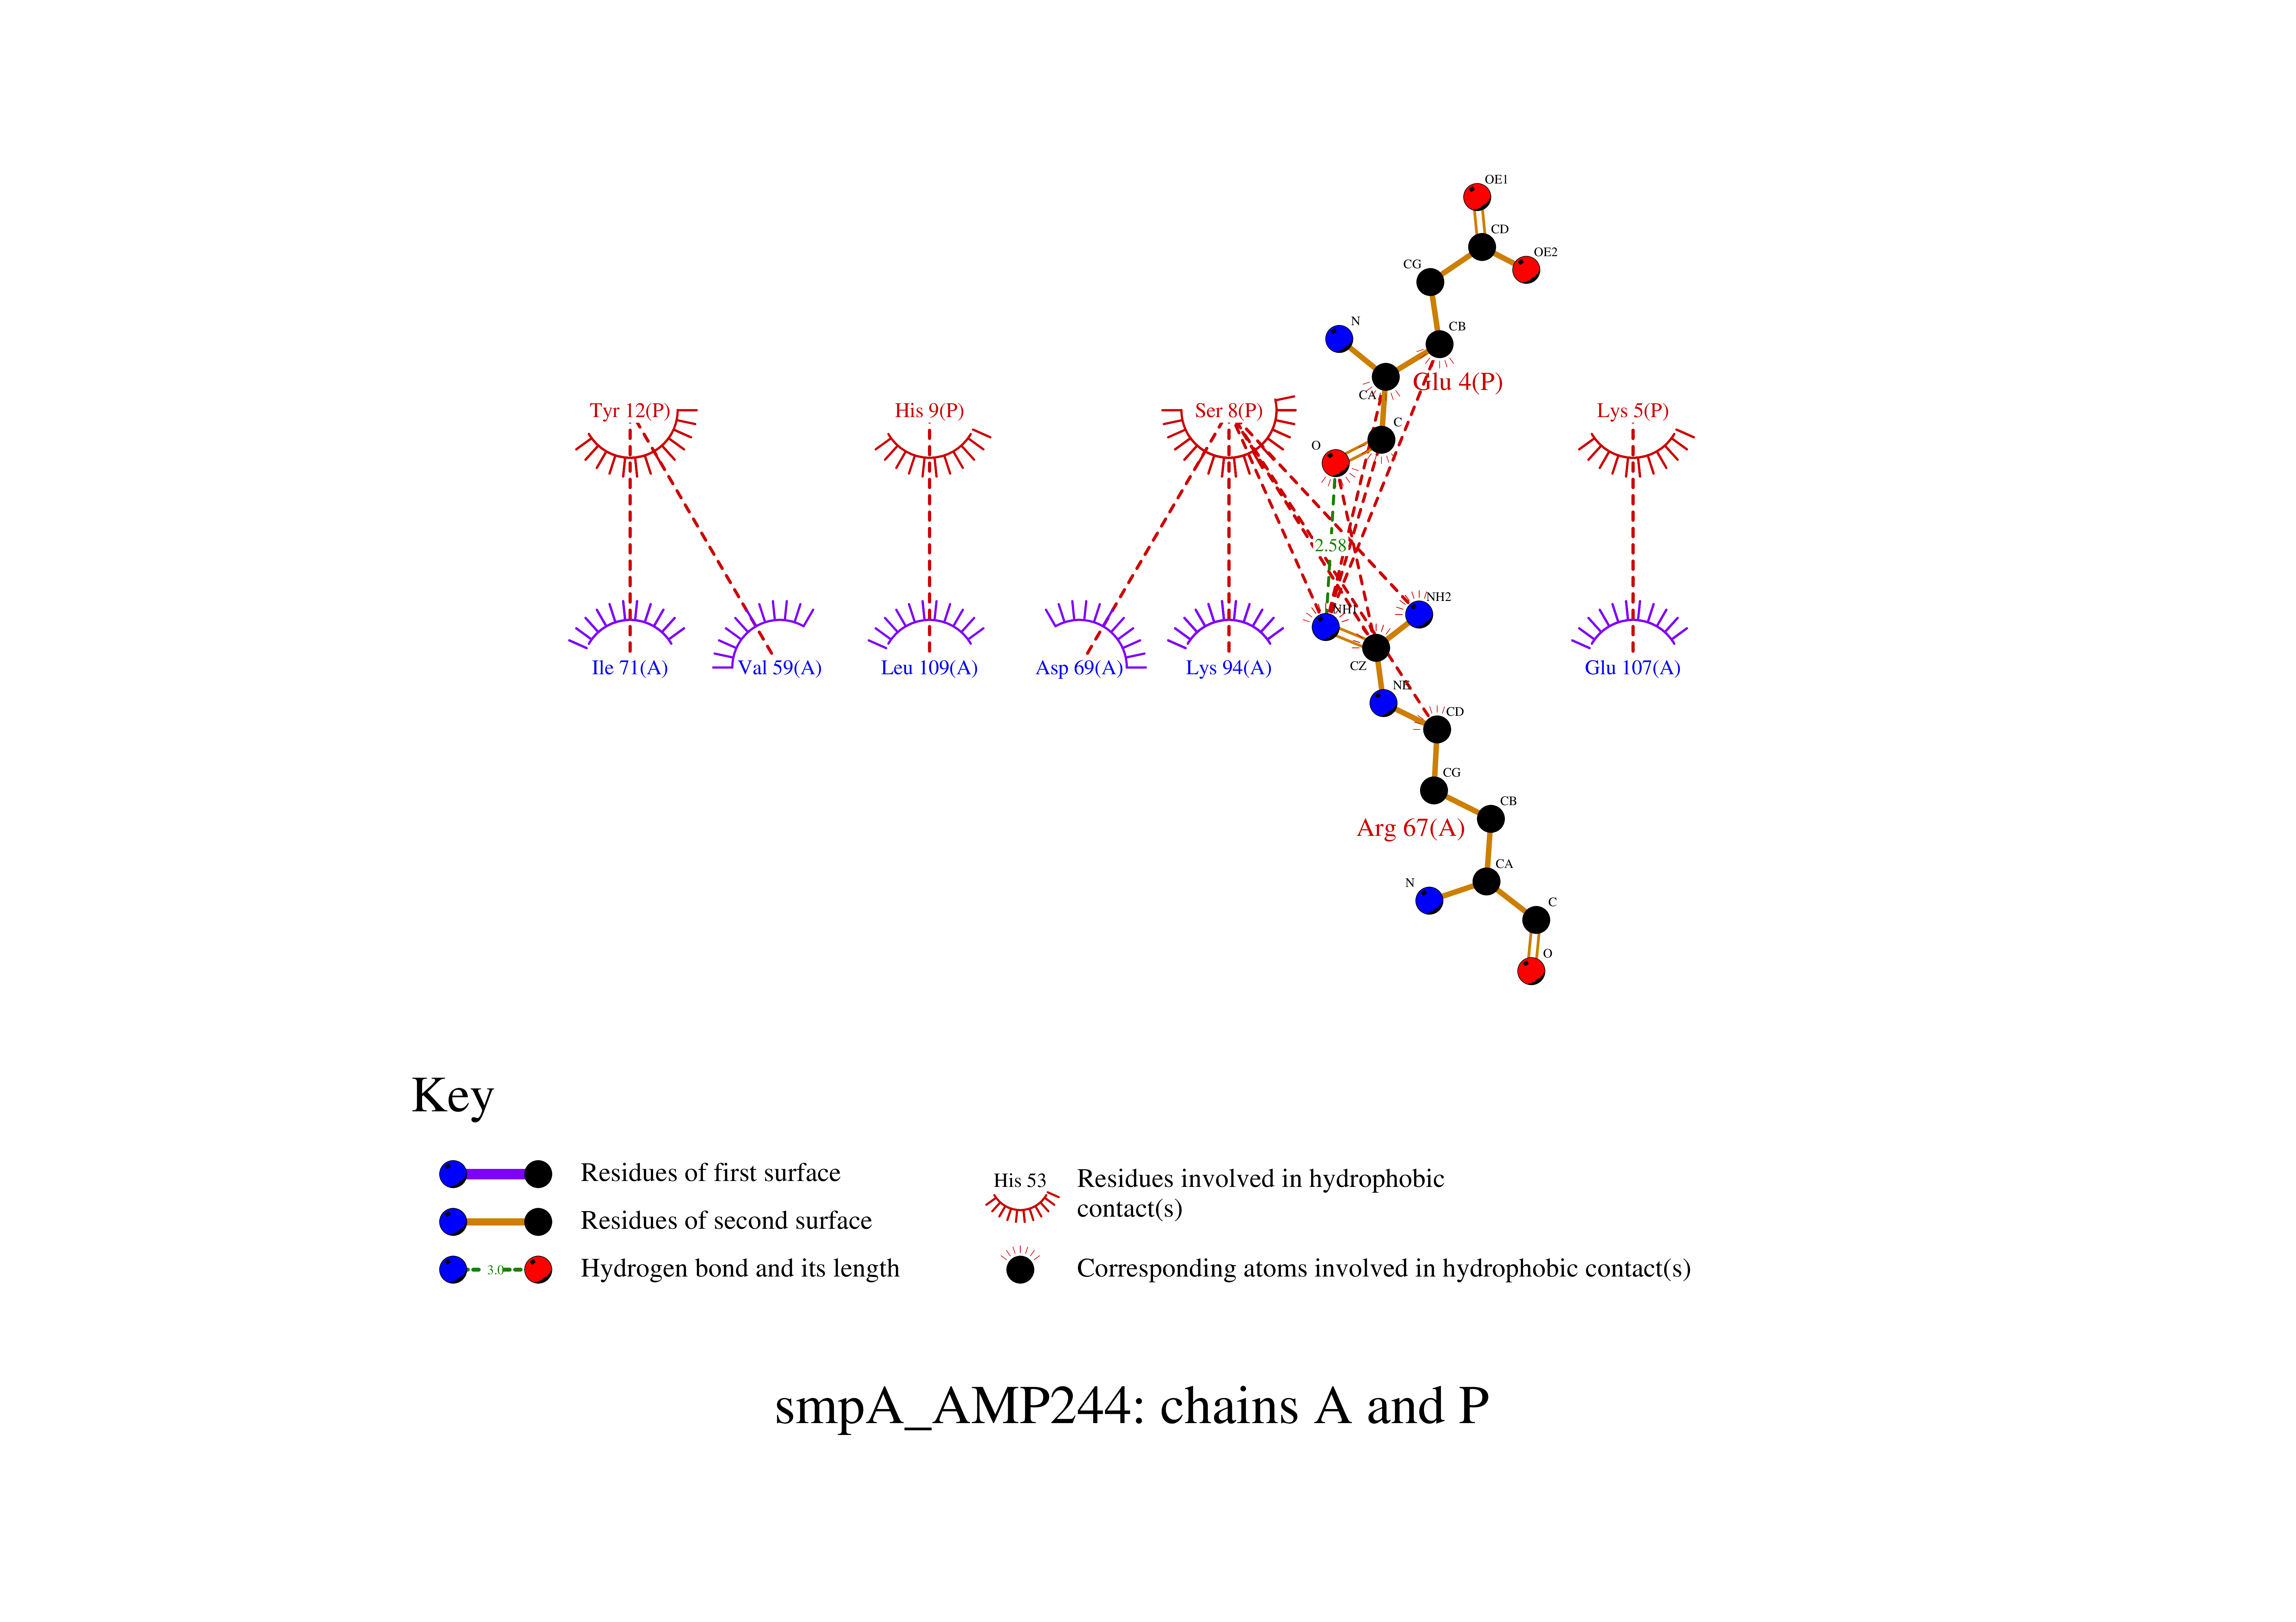 OE1
CD
OE2
CG
N
CB
CA
Glu 4(P)
C
O
Tyr 12(P)
His 9(P)
Ser 8(P)
Lys 5(P)
2.58
NH1
NH2
Ile 71(A)
Val 59(A)
Leu 109(A)
Asp 69(A)
Lys 94(A)
CZ
Glu 107(A)
NE
CD
CG
CB
Arg 67(A)
CA
N
C
O
Key
Residues of first surface
Residues of second surface
3.0
Hydrogen bond and its length
His 53
Residues involved in hydrophobic
contact(s)
Corresponding atoms involved in hydrophobic contact(s)
smpA_AMP244: chains A and P